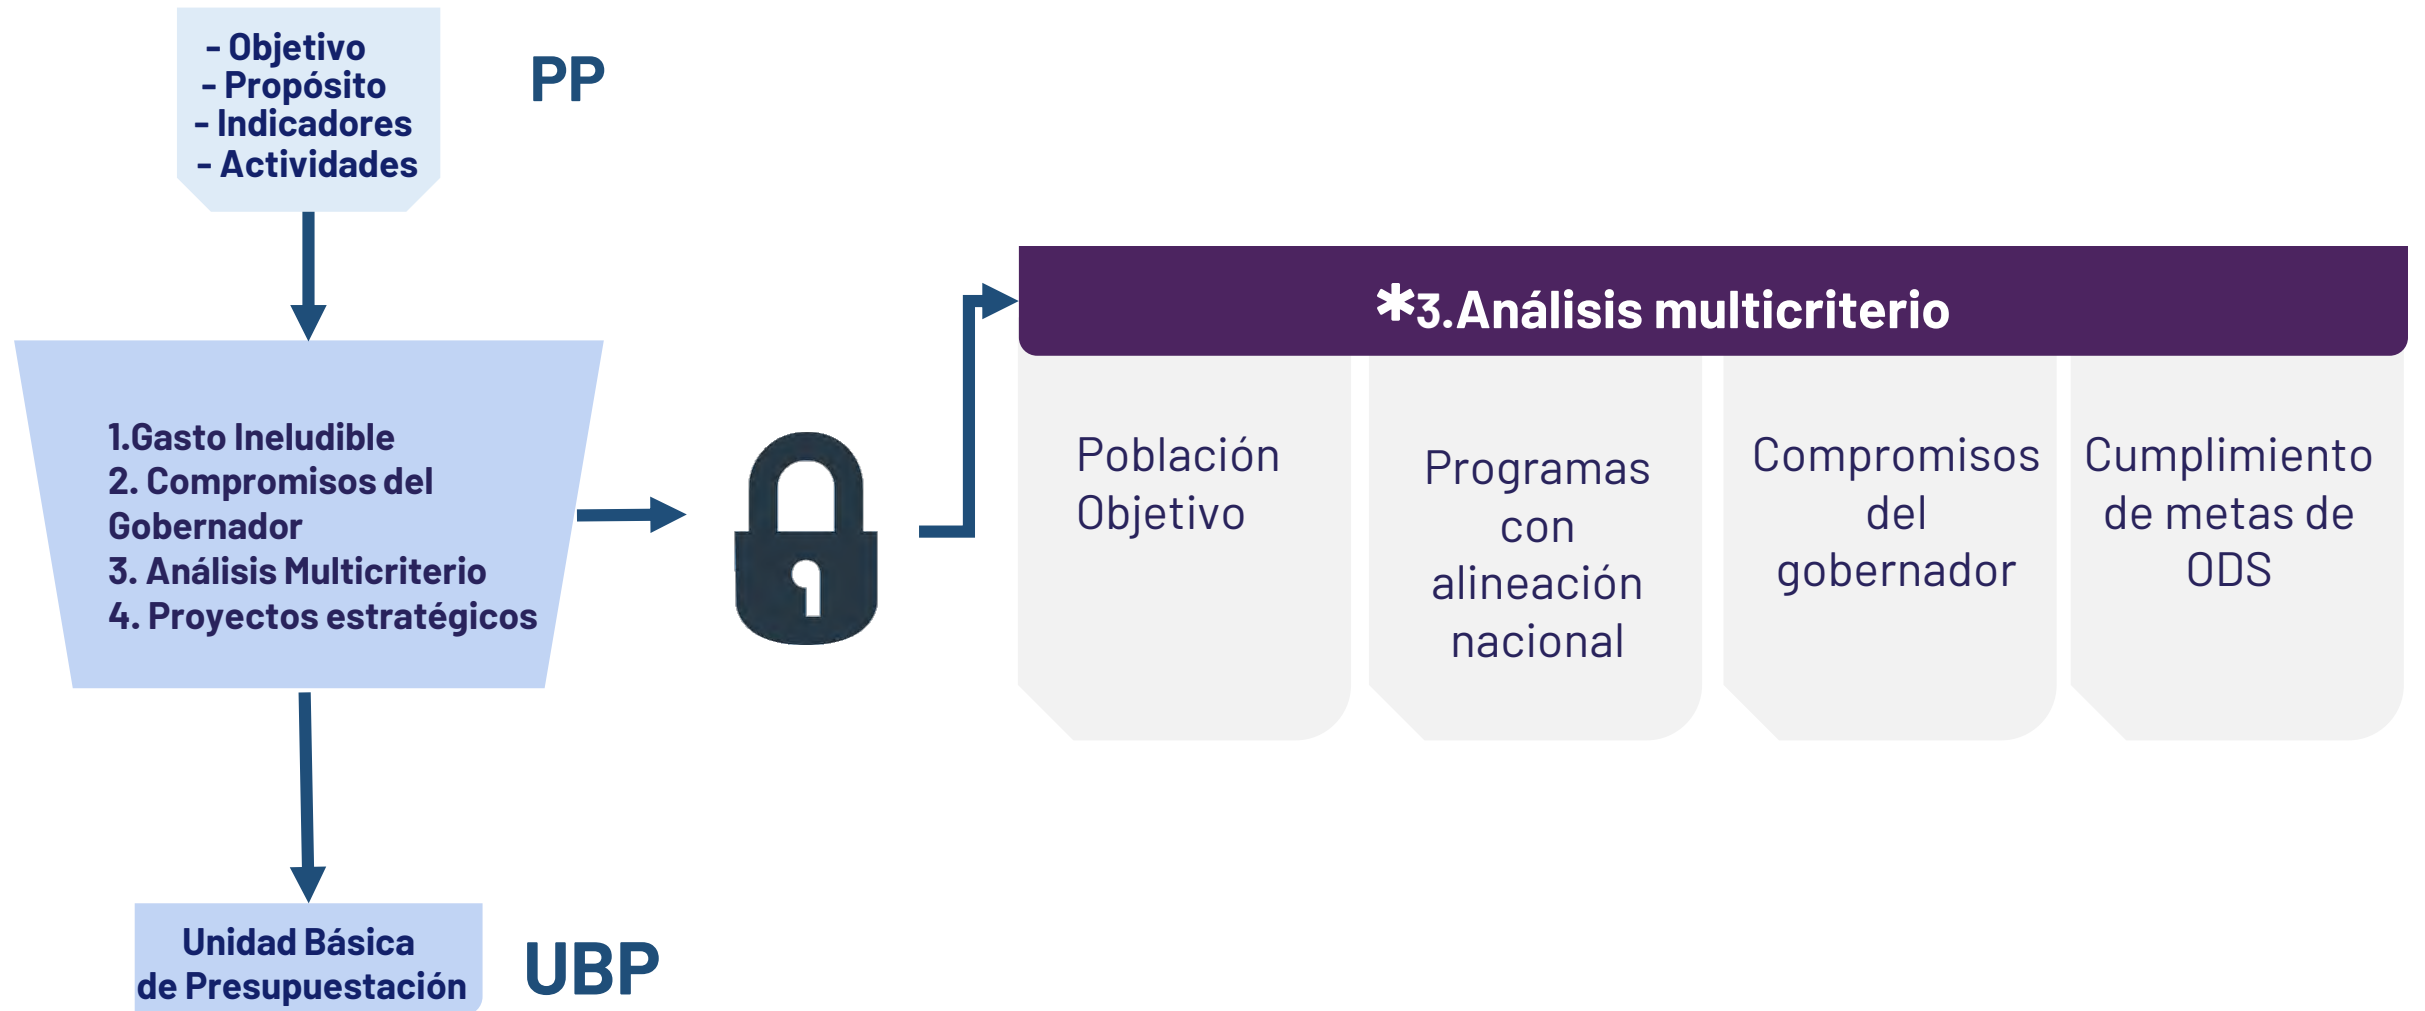 - Objetivo
- Propósito
- Indicadores
- Actividades
PP
1.Gasto Ineludible
2. Compromisos del
Gobernador
3. Análisis Multicriterio
4. Proyectos estratégicos
*3.Análisis multicriterio
Población
Objetivo
Programas
con
alineación
nacional
Compromisos
del
gobernador
Cumplimiento
de metas de
ODS
Unidad Básica
de Presupuestación
UBP